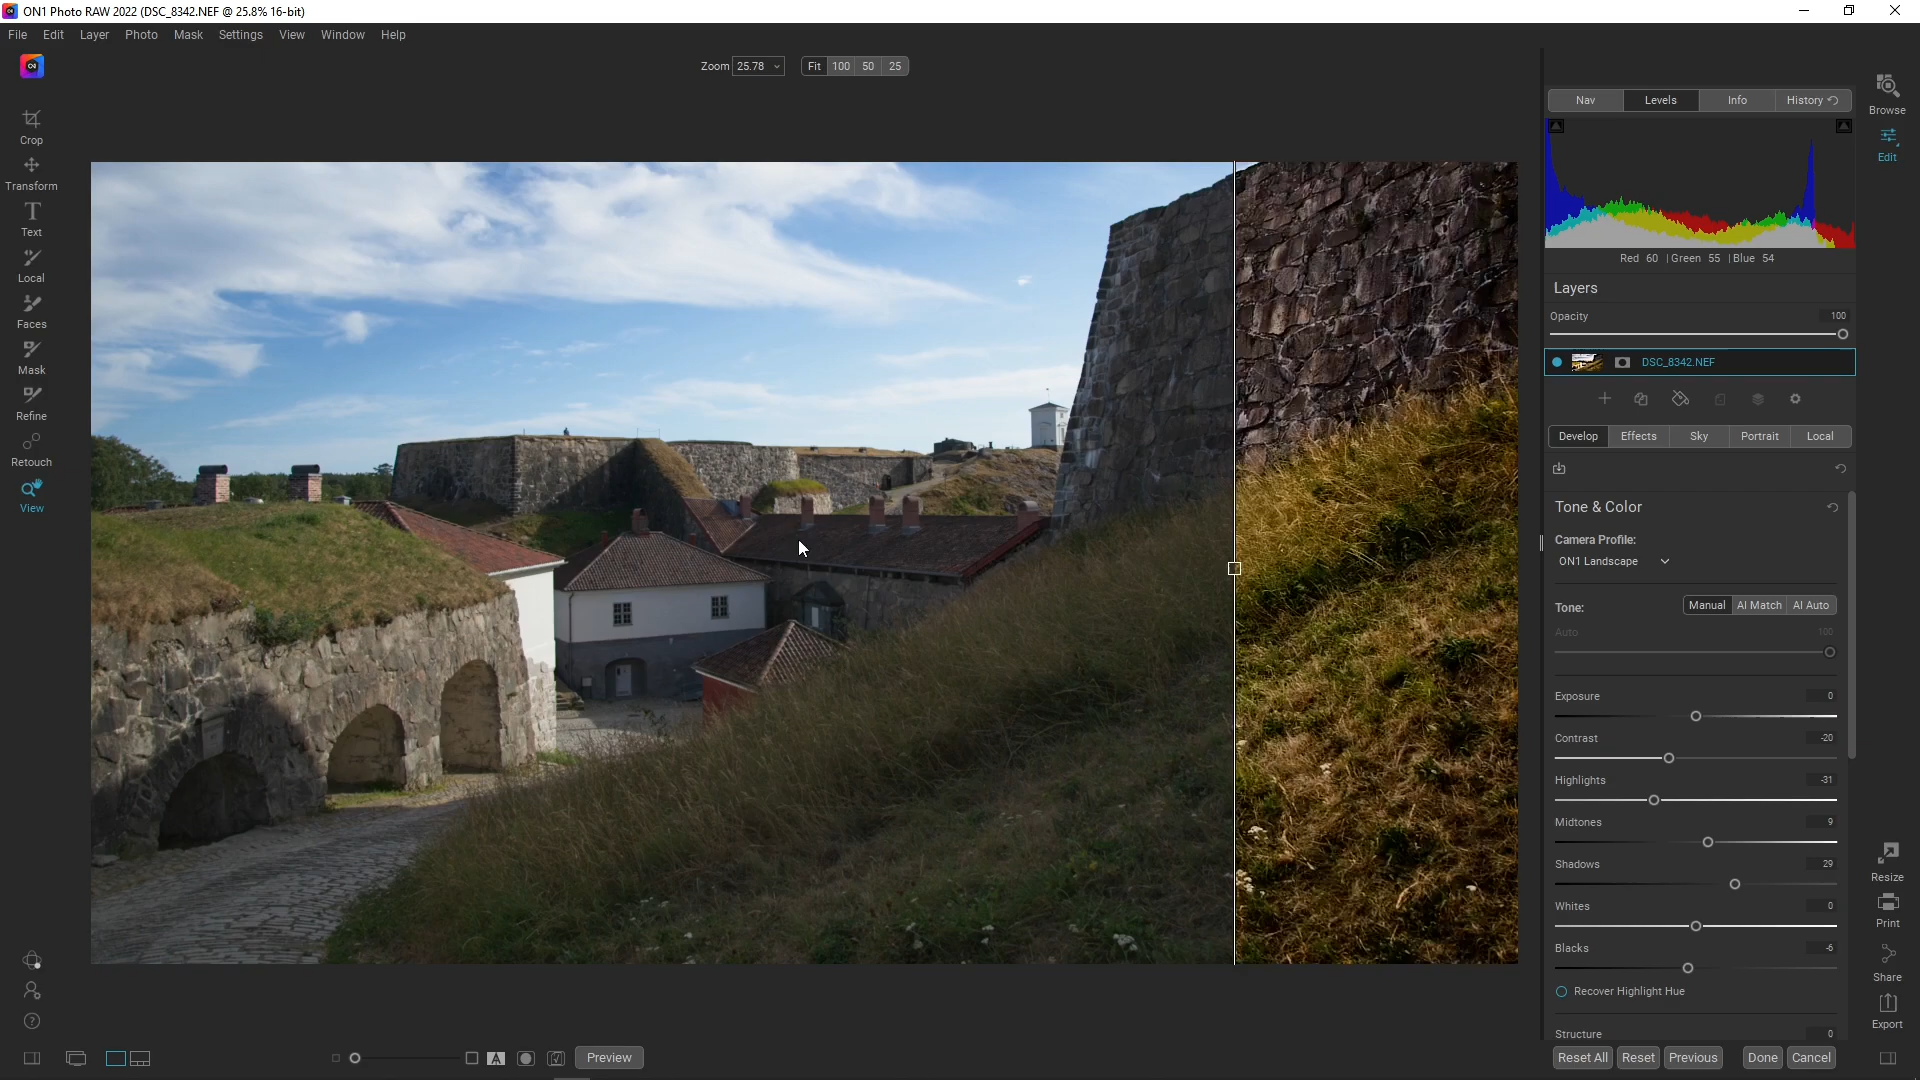 ON1 Photo RAW 2022 (DSC_8342.NEF @ 25.8% 16-bit)
File Edit Layer Photo Mask Settings View Window Help
Zoom 25.78 Fit 100 50 25
Crop
Transform
Text
Local
Faces
Mask
Refine
Retouch
View
Nav Levels Info History
Red 60 | Green 55 | Blue 54
Layers
Opacity 100
DSC_8342.NEF
Develop Effects Sky Portrait Local
Tone & Color
Camera Profile:
ON1 Landscape
Tone: Manual AI Match AI Auto
Auto 100
Exposure 0
Contrast -20
Highlights -31
Midtones 9
Shadows 29
Whites 0
Blacks -6
Recover Highlight Hue
Structure 0
Reset All Reset Previous Done Cancel
Browse
Edit
Resize
Print
Share
Export
A Preview